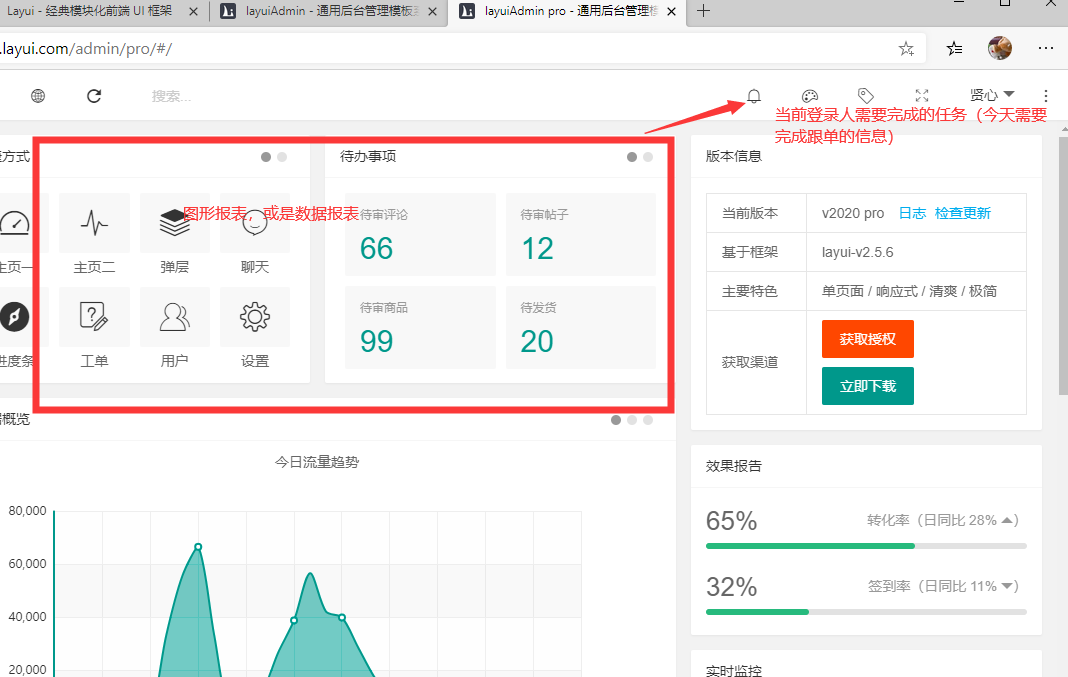 Layui - 经典模块化前端 UI 框架
layuiAdmin - 通用后台管理模板
layuiAdmin pro - 通用后台管理
.layui.com/admin/pro/#/
搜索...
贤心
当前登录人需要完成的任务（今天需要
完成跟单的信息）
方式
待办事项
版本信息
图形报表，或是数据报表
主页一
主页二
弹层
聊天
进度条
工单
用户
设置
待审评论
66
待审帖子
12
待审商品
99
待发货
20
当前版本
v2020 pro 日志 检查更新
基于框架
layui-v2.5.6
主要特色
单页面 / 响应式 / 清爽 / 极简
获取渠道
获取授权
立即下载
概览
今日流量趋势
80,000
60,000
40,000
20,000
效果报告
65%
转化率（日同比 28% ）
32%
签到率（日同比 11% ）
实时监控